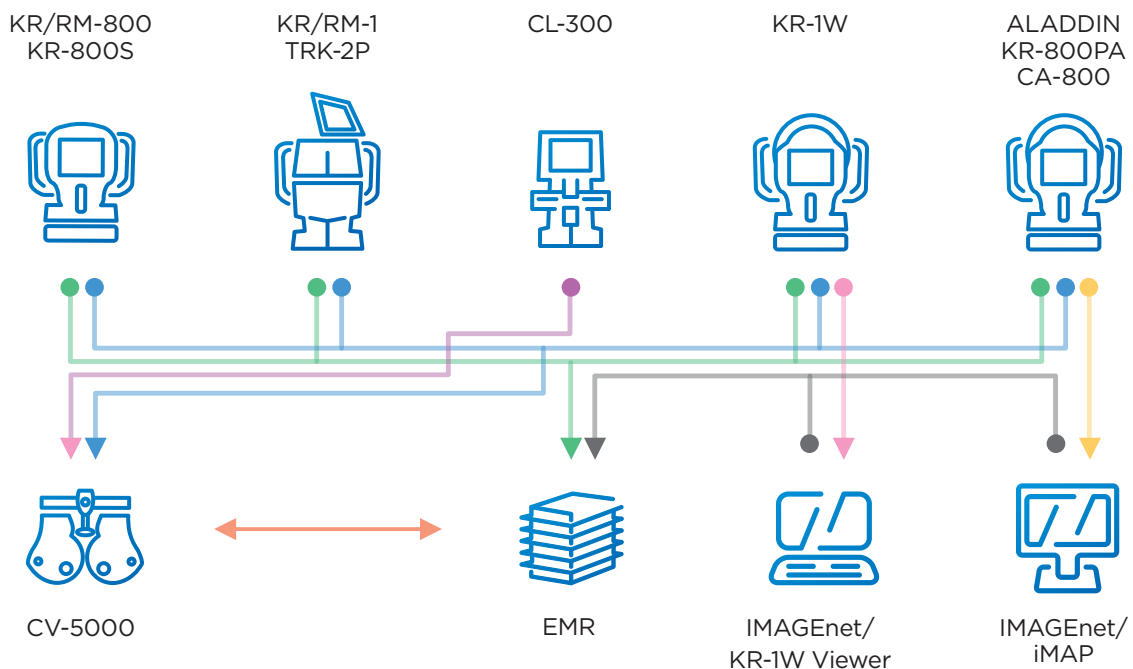 KR/RM-800
KR-800S
KR/RM-1
TRK-2P
CL-300
KR-1W
ALADDIN
KR-800PA
CA-800
CV-5000
EMR
IMAGEnet/
KR-1W Viewer
IMAGEnet/
iMAP